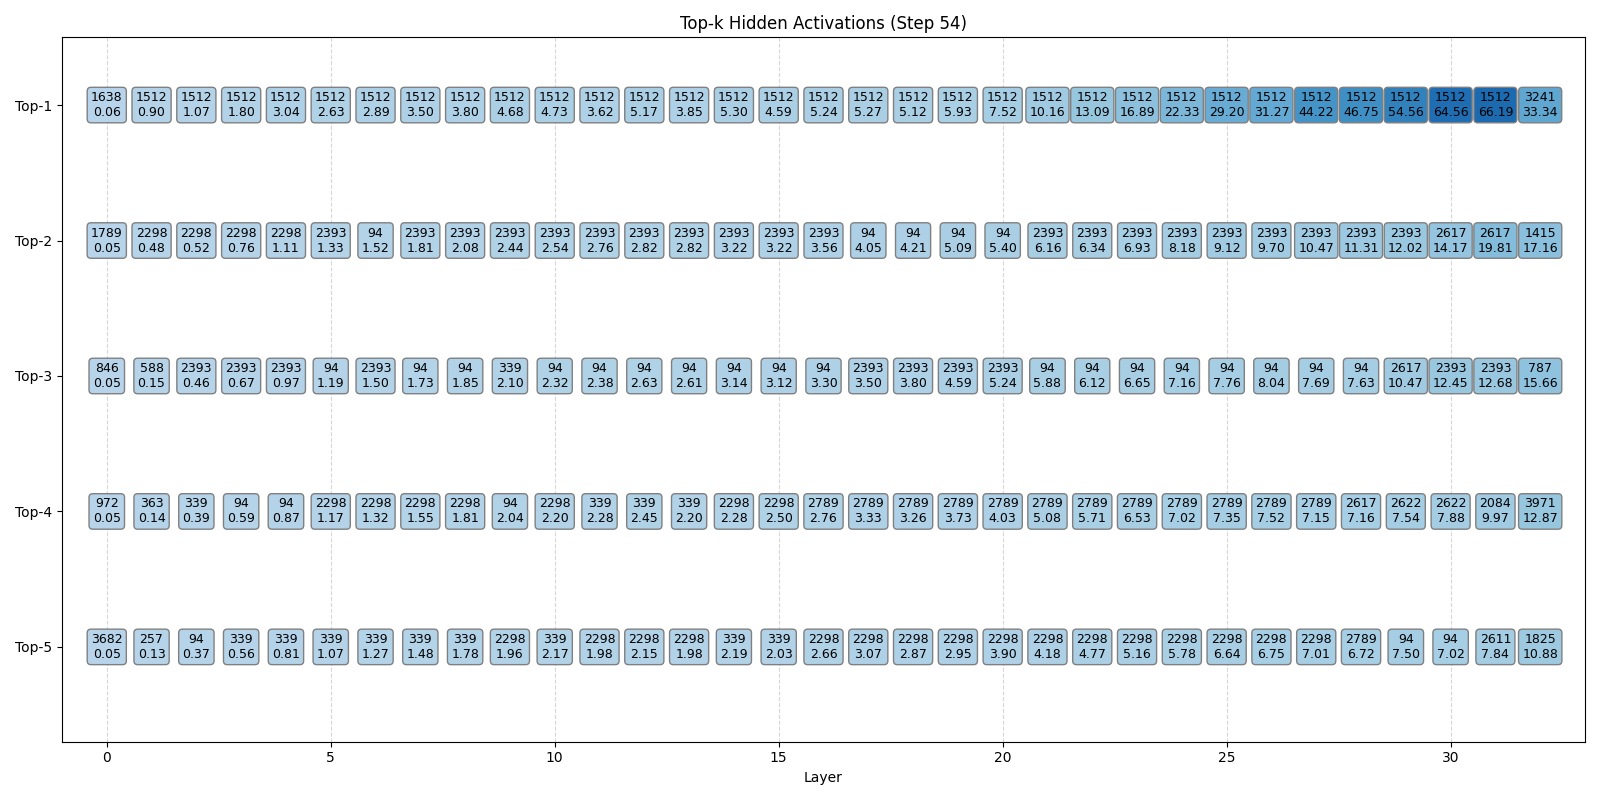 Top-k Hidden Activations (Step 54)
Top-1
1638 1512 1512 1512 1512 1512 1512 1512 1512 1512 1512 1512 1512 1512 1512 1512 1512 1512 1512 1512 1512 1512 1512 1512 1512 1512 1512 1512 1512 1512 1512 1512 3241
0.06 0.90 1.07 1.80 3.04 2.63 2.89 3.50 3.80 4.68 4.73 3.62 5.17 3.85 5.30 4.59 5.24 5.27 5.12 5.93 7.52 10.16 13.09 16.89 22.33 29.20 31.27 44.22 46.75 54.56 64.56 66.19 33.34
Top-2
1789 2298 2298 2298 2298 2393 94 2393 2393 2393 2393 2393 2393 2393 2393 2393 2393 94 94 94 94 2393 2393 2393 2393 2393 2393 2393 2393 2393 2617 2617 1415
0.05 0.48 0.52 0.76 1.11 1.33 1.52 1.81 2.08 2.44 2.54 2.76 2.82 2.82 3.22 3.22 3.56 4.05 4.21 5.09 5.40 6.16 6.34 6.93 8.18 9.12 9.70 10.47 11.31 12.02 14.17 19.81 17.16
Top-3
846 588 2393 2393 2393 94 2393 94 94 339 94 94 94 94 94 94 94 2393 2393 2393 2393 94 94 94 94 94 94 94 94 2617 2393 2393 787
0.05 0.15 0.46 0.67 0.97 1.19 1.50 1.73 1.85 2.10 2.32 2.38 2.63 2.61 3.14 3.12 3.30 3.50 3.80 4.59 5.24 5.88 6.12 6.65 7.16 7.76 8.04 7.69 7.63 10.47 12.45 12.68 15.66
Top-4
972 363 339 94 94 2298 2298 2298 2298 94 2298 339 339 339 2298 2298 2789 2789 2789 2789 2789 2789 2789 2789 2789 2789 2789 2789 2617 2622 2622 2084 3971
0.05 0.14 0.39 0.59 0.87 1.17 1.32 1.55 1.81 2.04 2.20 2.28 2.45 2.20 2.28 2.50 2.76 3.33 3.26 3.73 4.03 5.08 5.71 6.53 7.02 7.35 7.52 7.15 7.16 7.54 7.88 9.97 12.87
Top-5
3682 257 94 339 339 339 339 339 339 2298 339 2298 2298 2298 339 339 2298 2298 2298 2298 2298 2298 2298 2298 2298 2298 2298 2298 2789 94 94 2611 1825
0.05 0.13 0.37 0.56 0.81 1.07 1.27 1.48 1.78 1.96 2.17 1.98 2.15 1.98 2.19 2.03 2.66 3.07 2.87 2.95 3.90 4.18 4.77 5.16 5.78 6.64 6.75 7.01 6.72 7.50 7.02 7.84 10.88
0 5 10 15 20 25 30
Layer